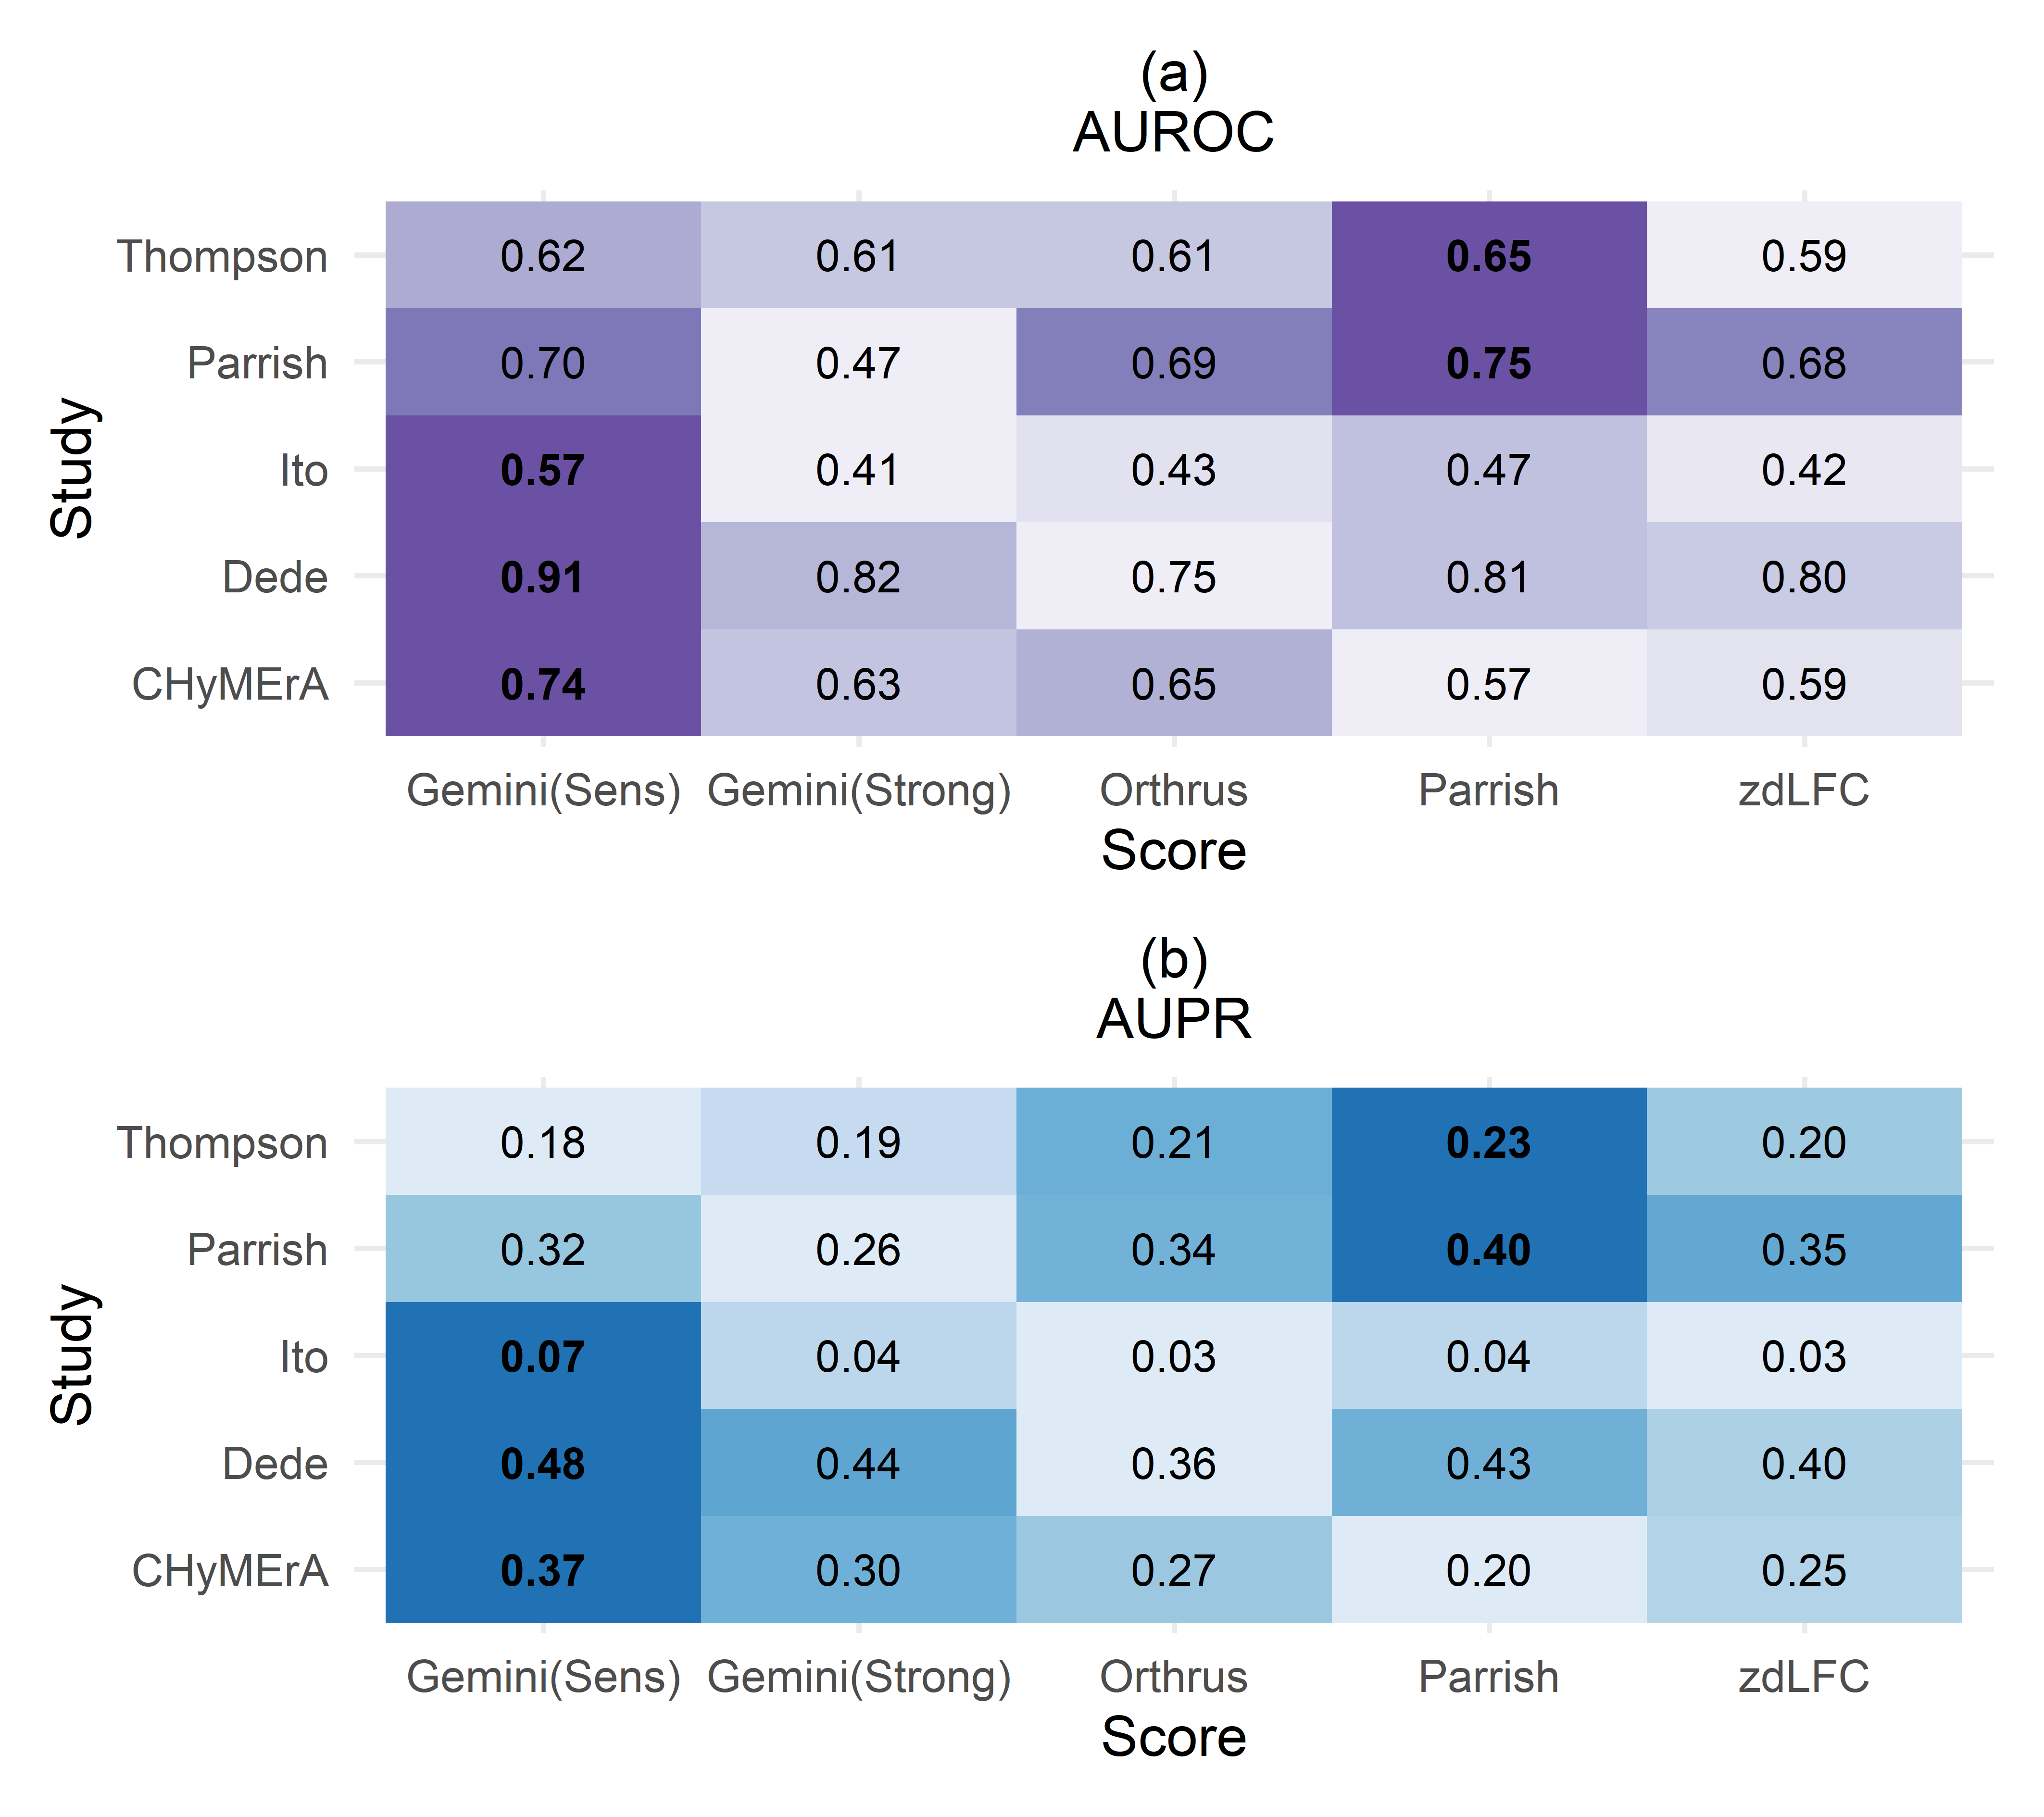 (a)
AUROC
Thompson 0.62 0.61 0.61 0.65 0.59
Parrish 0.70 0.47 0.69 0.75 0.68
Ito 0.57 0.41 0.43 0.47 0.42
Dede 0.91 0.82 0.75 0.81 0.80
CHyMErA 0.74 0.63 0.65 0.57 0.59
Study
Gemini(Sens) Gemini(Strong) Orthrus Parrish zdLFC
Score
(b)
AUPR
Thompson 0.18 0.19 0.21 0.23 0.20
Parrish 0.32 0.26 0.34 0.40 0.35
Ito 0.07 0.04 0.03 0.04 0.03
Dede 0.48 0.44 0.36 0.43 0.40
CHyMErA 0.37 0.30 0.27 0.20 0.25
Study
Gemini(Sens) Gemini(Strong) Orthrus Parrish zdLFC
Score